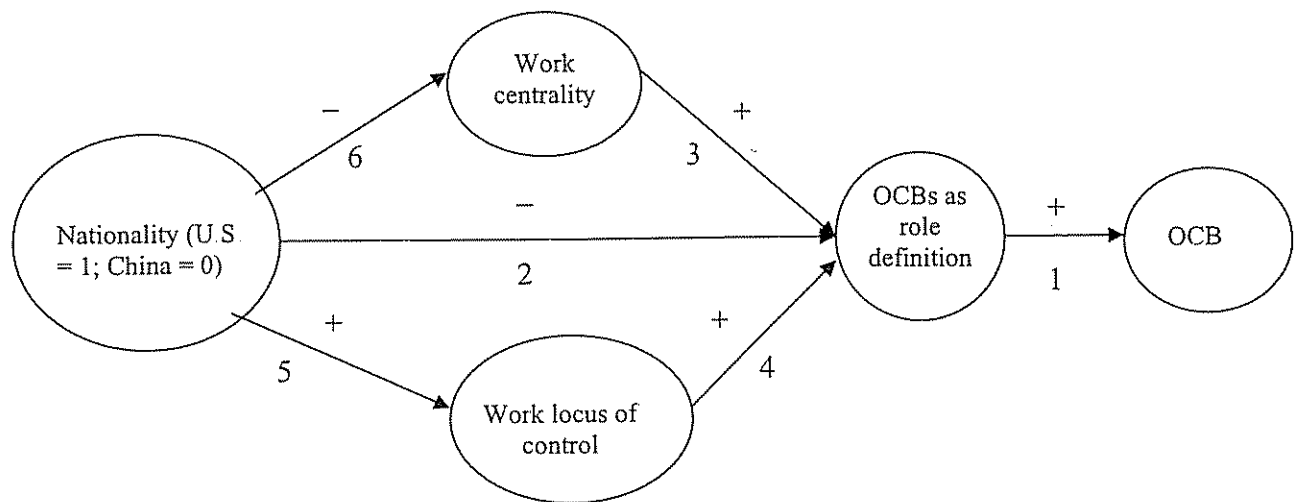 Work
centrality
−
+
6
3
Nationality (U.S
= 1; China = 0)
−
2
OCBs as
role
definition
+
1
OCB
+
5
+
4
Work locus of
control